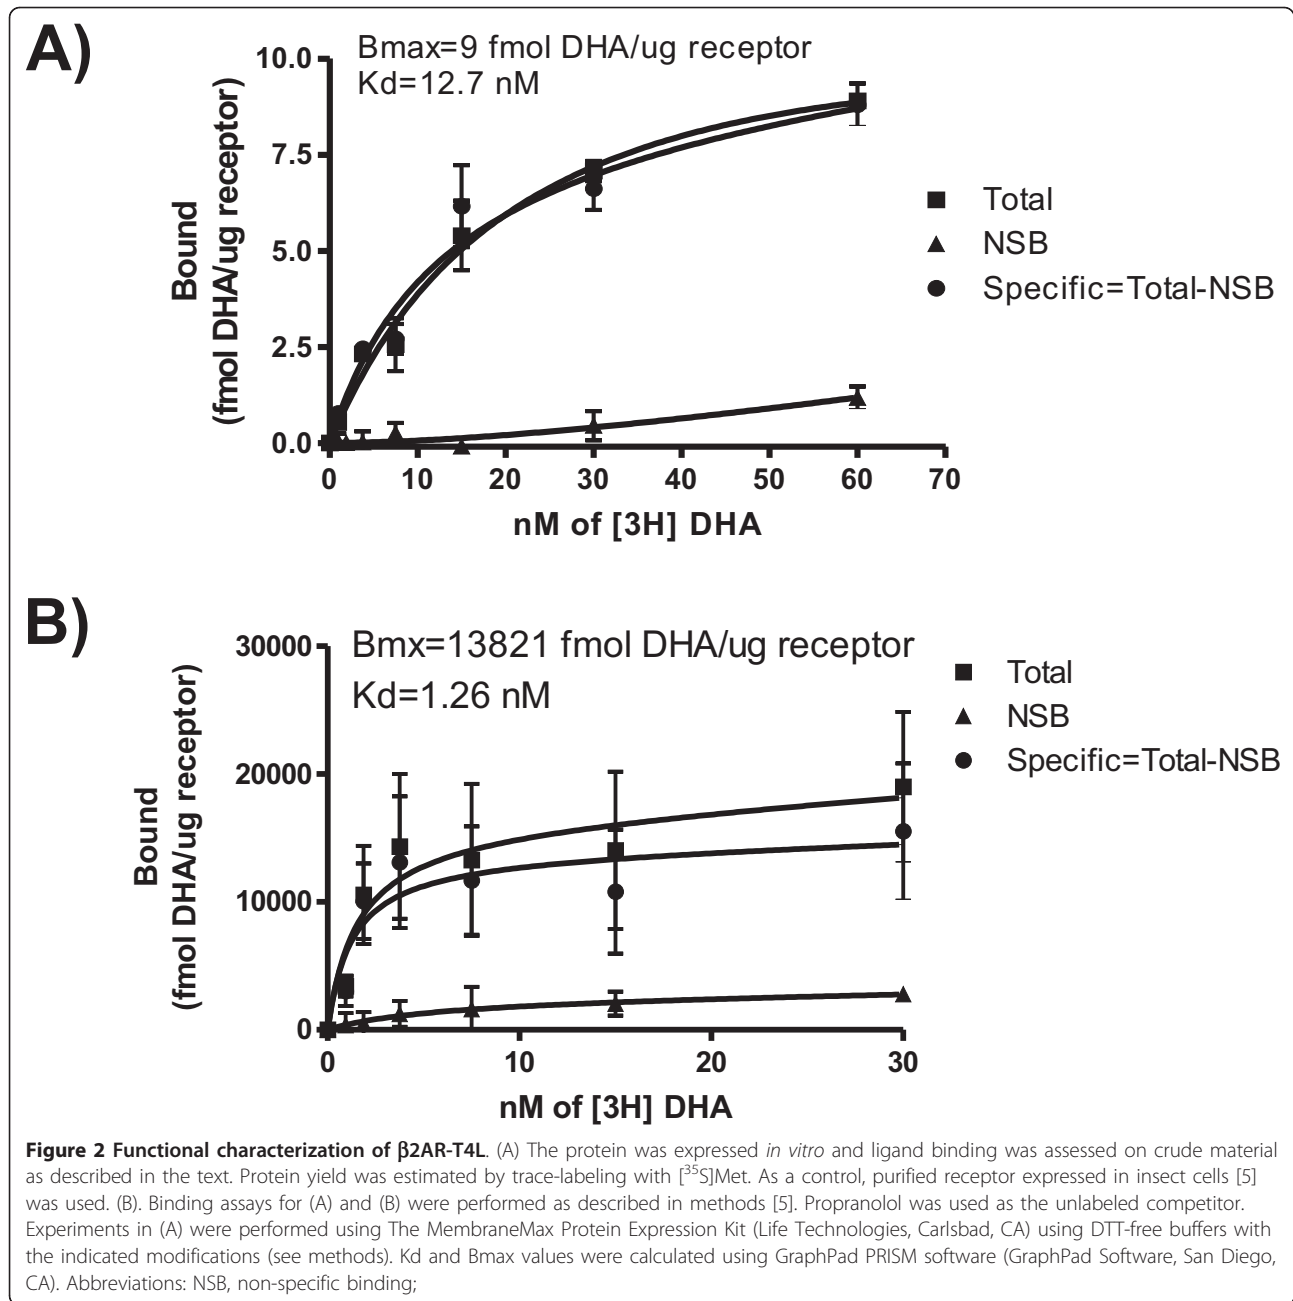 A)
Bmax=9 fmol DHA/ug receptor
Kd=12.7 nM
10.0
7.5
5.0
2.5
0.0
Bound
(fmol DHA/ug receptor)
0 10 20 30 40 50 60 70
nM of [3H] DHA
Total
NSB
Specific=Total-NSB
B)
Bmx=13821 fmol DHA/ug receptor
Kd=1.26 nM
30000
20000
10000
0
Bound
(fmol DHA/ug receptor)
0 10 20 30
nM of [3H] DHA
Total
NSB
Specific=Total-NSB
Figure 2 Functional characterization of β2AR-T4L. (A) The protein was expressed in vitro and ligand binding was assessed on crude material
as described in the text. Protein yield was estimated by trace-labeling with [³⁵S]Met. As a control, purified receptor expressed in insect cells [5]
was used. (B). Binding assays for (A) and (B) were performed as described in methods [5]. Propranolol was used as the unlabeled competitor.
Experiments in (A) were performed using The MembraneMax Protein Expression Kit (Life Technologies, Carlsbad, CA) using DTT-free buffers with
the indicated modifications (see methods). Kd and Bmax values were calculated using GraphPad PRISM software (GraphPad Software, San Diego,
CA). Abbreviations: NSB, non-specific binding;